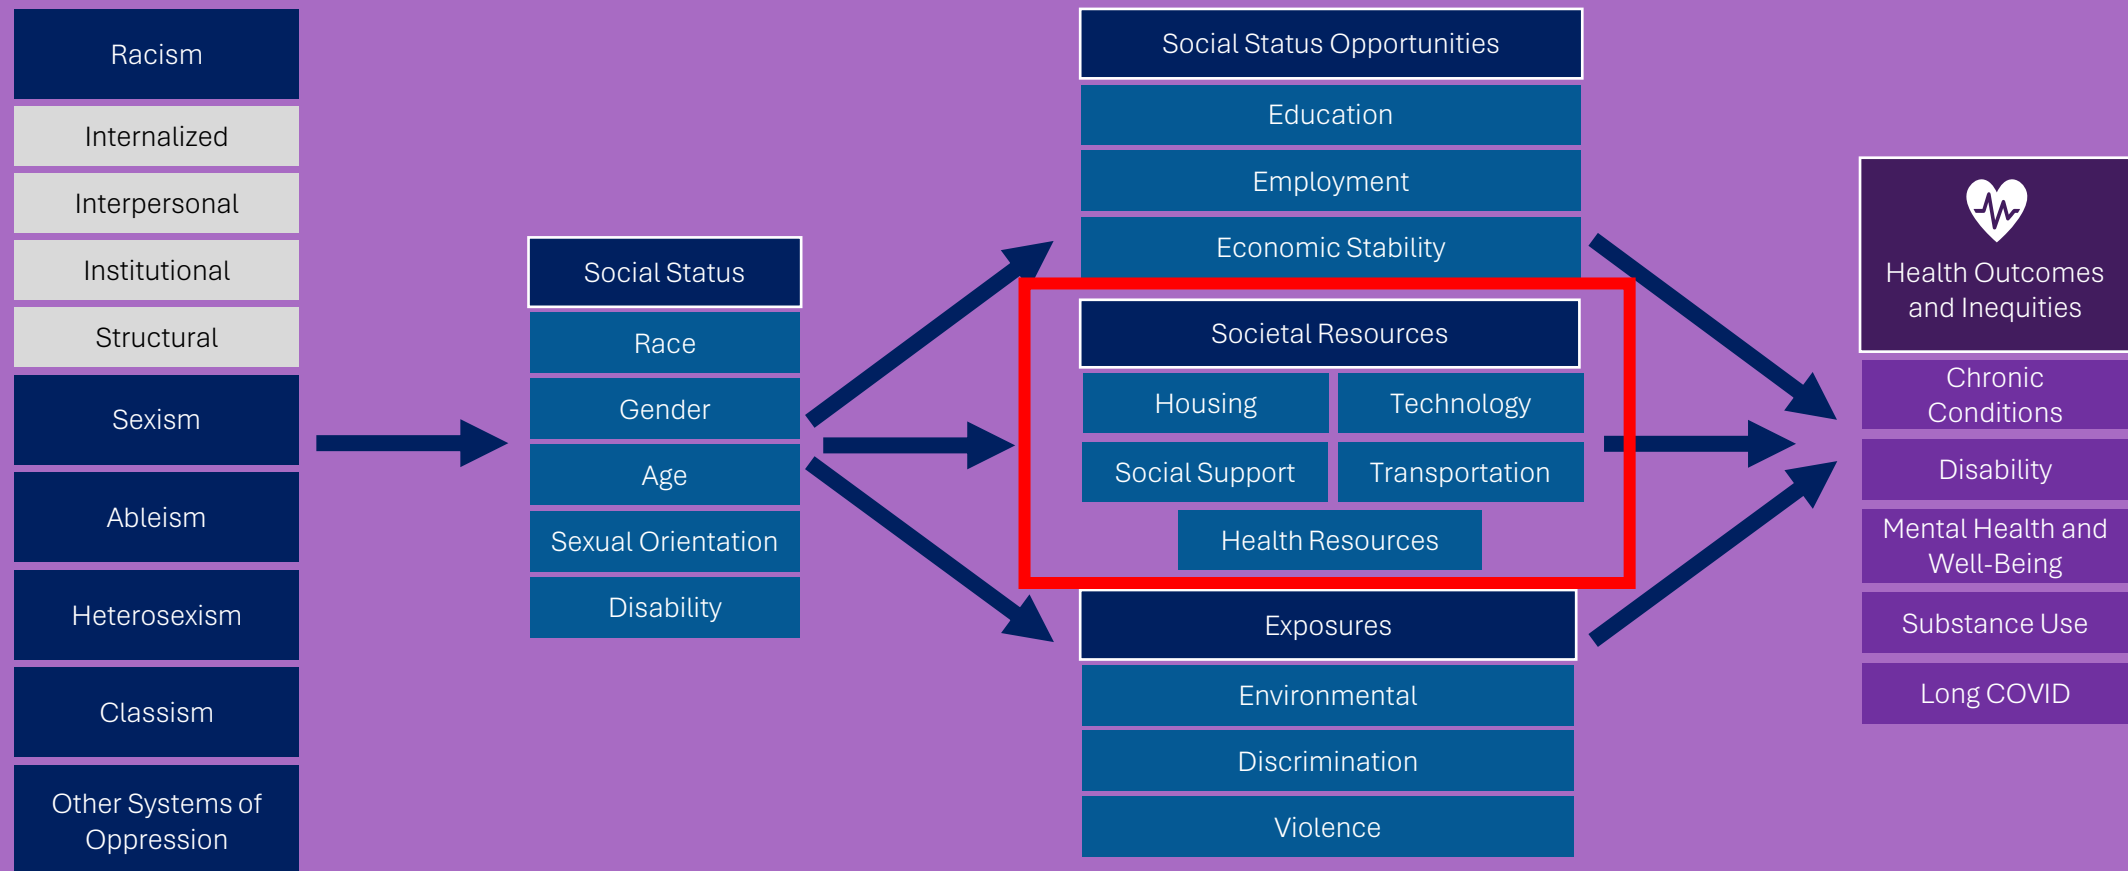 Racism
Internalized
Interpersonal
Institutional
Structural
Sexism
Ableism
Heterosexism
Classism
Other Systems of
Oppression
Social Status
Race
Gender
Age
Sexual Orientation
Disability
Social Status Opportunities
Education
Employment
Economic Stability
Societal Resources
Housing
Technology
Social Support
Transportation
Health Resources
Exposures
Environmental
Discrimination
Violence
Health Outcomes
and Inequities
Chronic
Conditions
Disability
Mental Health and
Well-Being
Substance Use
Long COVID